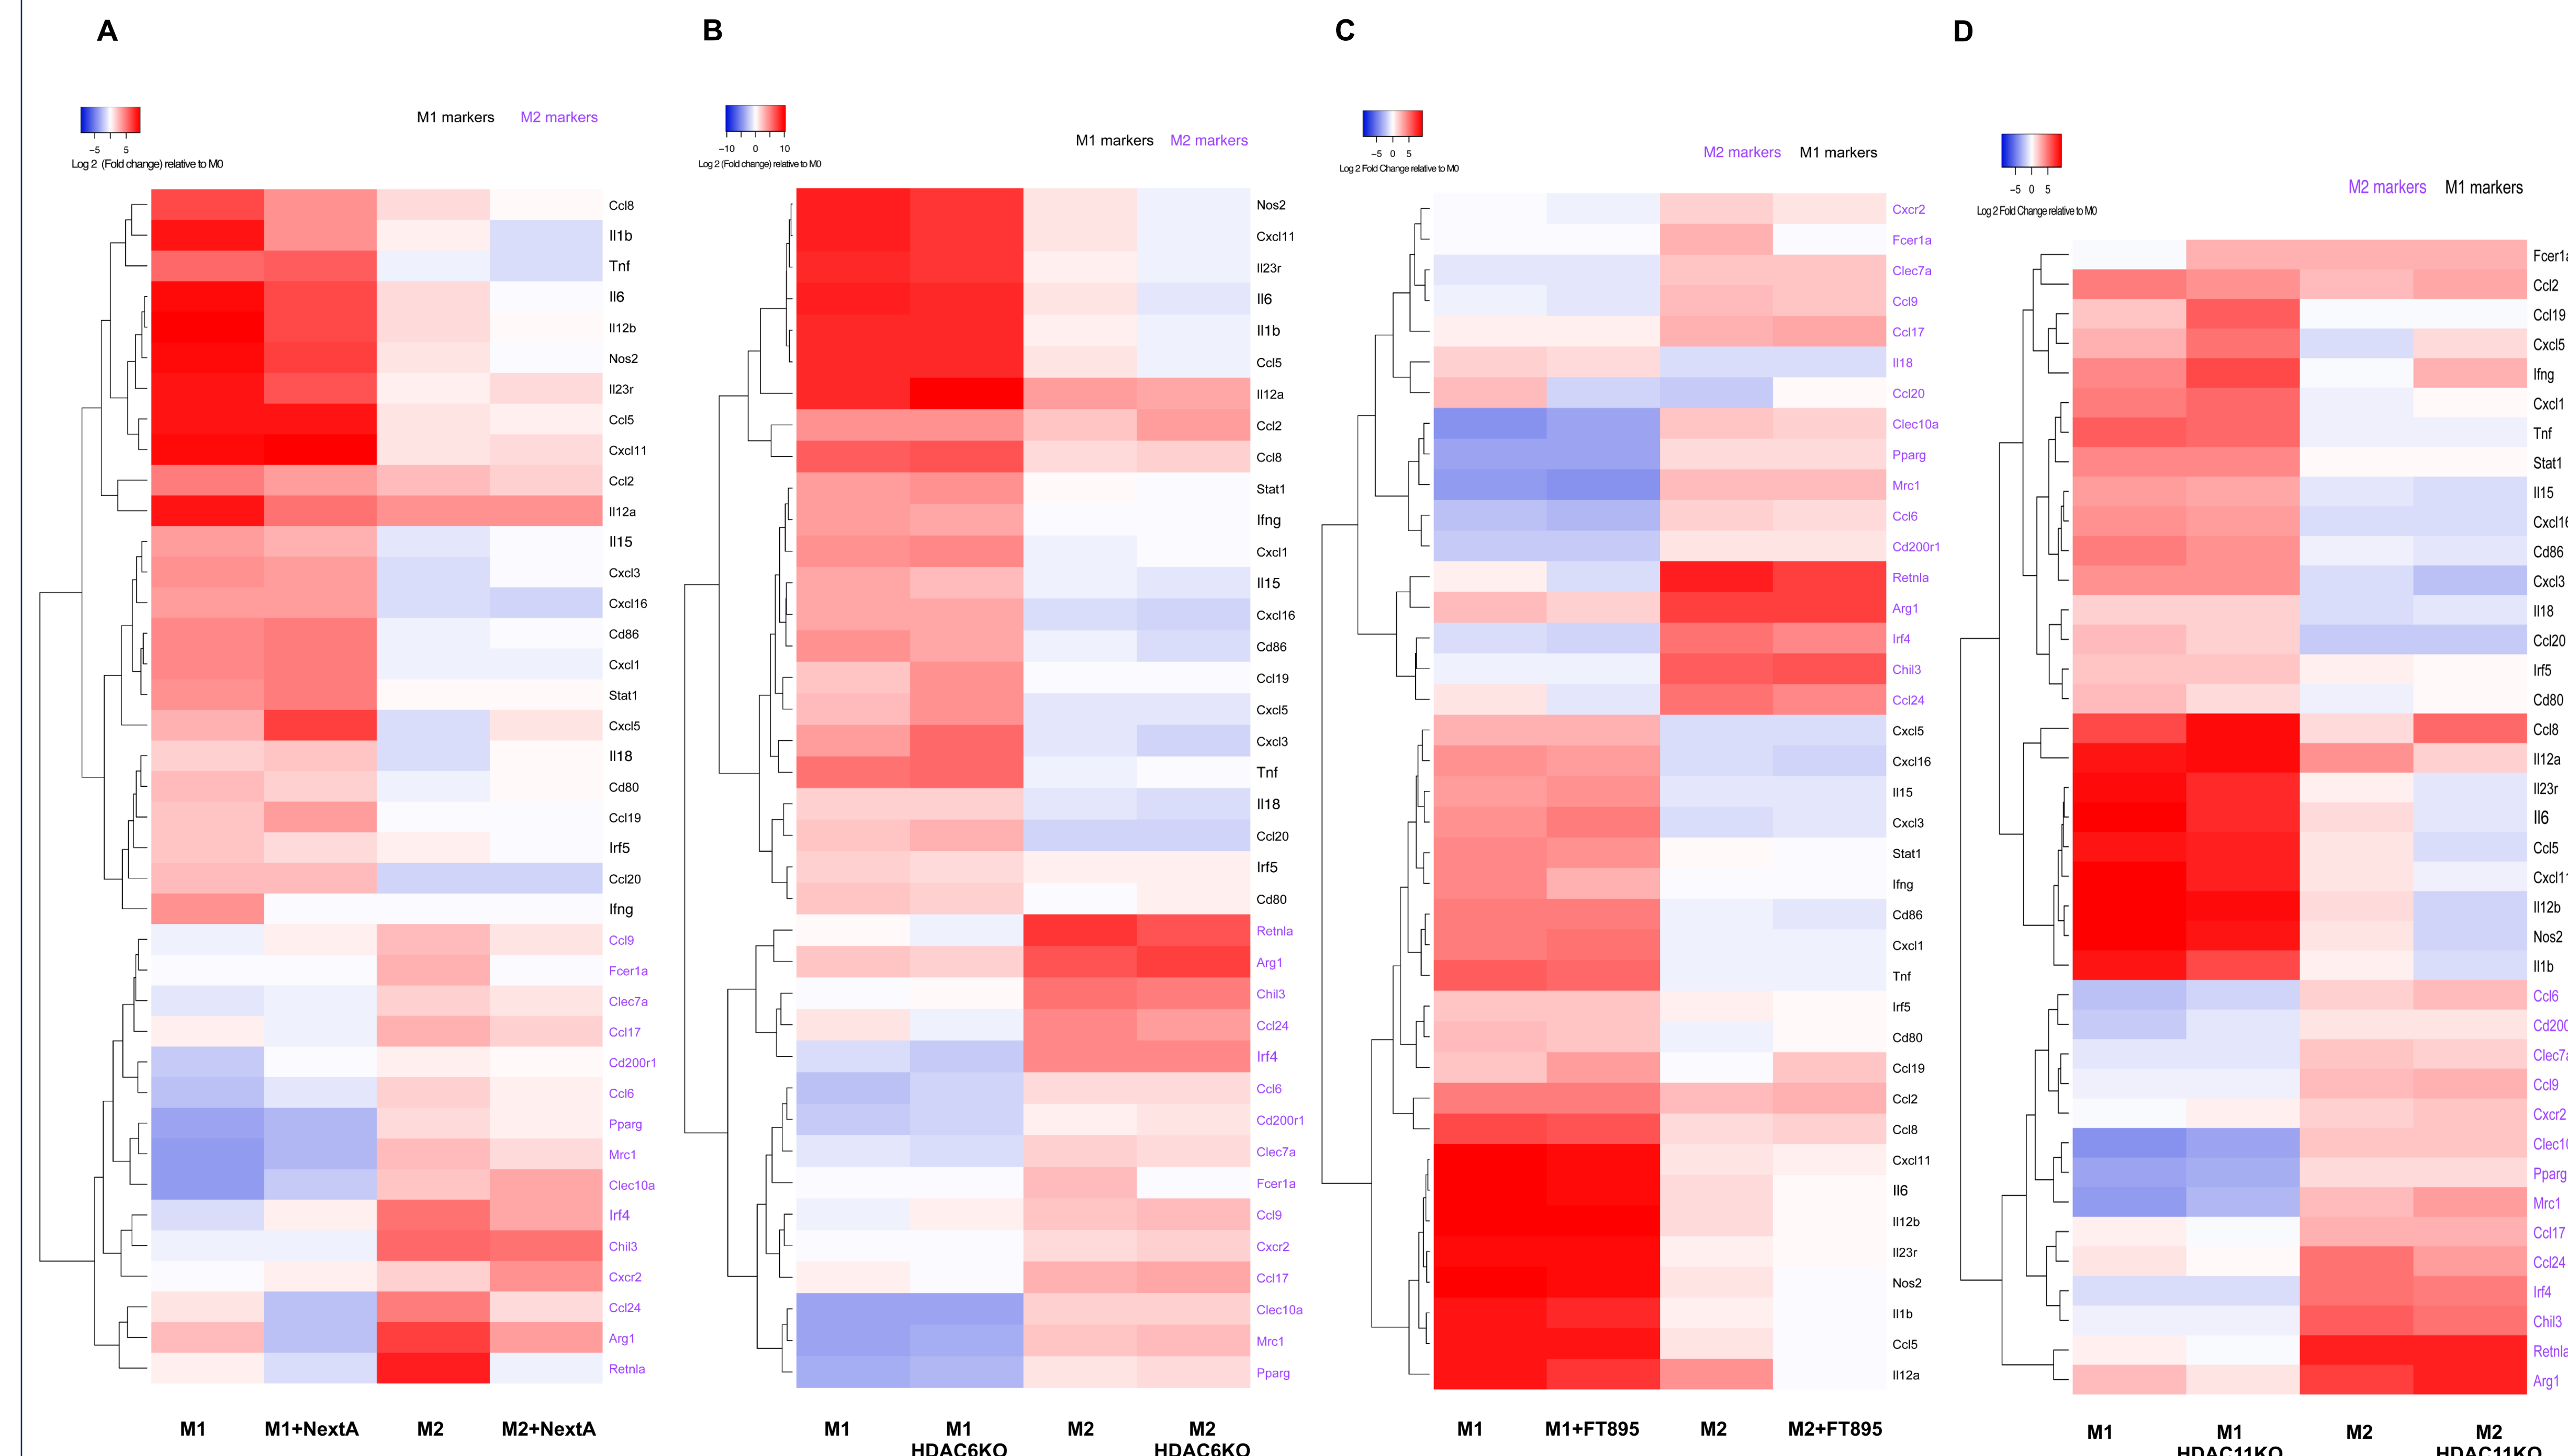 A
−5 5
Log 2 (Fold change) relative to M0
M1 markers M2 markers
Ccl8
Il1b
Tnf
Il6
Il12b
Nos2
Il23r
Ccl5
Cxcl11
Ccl2
Il12a
Il15
Cxcl3
Cxcl16
Cd86
Cxcl1
Stat1
Cxcl5
Il18
Cd80
Ccl19
Irf5
Ccl20
Ifng
Ccl9
Fcer1a
Clec7a
Ccl17
Cd200r1
Ccl6
Pparg
Mrc1
Clec10a
Irf4
Chil3
Cxcr2
Ccl24
Arg1
Retnla
M1 M1+NextA M2 M2+NextA
B
−10 0 10
Log 2 (Fold change) relative to M0
M1 markers M2 markers
Nos2
Cxcl11
Il23r
Il6
Il1b
Ccl5
Il12a
Ccl2
Ccl8
Stat1
Ifng
Cxcl1
Il15
Cxcl16
Cd86
Ccl19
Cxcl5
Cxcl3
Tnf
Il18
Ccl20
Irf5
Cd80
Retnla
Arg1
Chil3
Ccl24
Irf4
Ccl6
Cd200r1
Clec7a
Fcer1a
Ccl9
Cxcr2
Ccl17
Clec10a
Mrc1
Pparg
M1 M1 M2 M2
HDAC6KO HDAC6KO
C
−5 0 5
Log 2 Fold Change relative to M0
M2 markers M1 markers
Cxcr2
Fcer1a
Clec7a
Ccl9
Ccl17
Il18
Ccl20
Clec10a
Pparg
Mrc1
Ccl6
Cd200r1
Retnla
Arg1
Irf4
Chil3
Ccl24
Cxcl5
Cxcl16
Il15
Cxcl3
Stat1
Ifng
Cd86
Cxcl1
Tnf
Irf5
Cd80
Ccl19
Ccl2
Ccl8
Cxcl11
Il6
Il12b
Il23r
Nos2
Il1b
Ccl5
Il12a
M1 M1+FT895 M2 M2+FT895
D
−5 0 5
Log 2 Fold Change relative to M0
M2 markers M1 markers
Fcer1a
Ccl2
Ccl19
Cxcl5
Ifng
Cxcl1
Tnf
Stat1
Il15
Cxcl16
Cd86
Cxcl3
Il18
Ccl20
Irf5
Cd80
Ccl8
Il12a
Il23r
Il6
Ccl5
Cxcl11
Il12b
Nos2
Il1b
Ccl6
Cd200
Clec7a
Ccl9
Cxcr2
Clec10
Pparg
Mrc1
Ccl17
Ccl24
Irf4
Chil3
Retnla
Arg1
M1 M1 M2 M2
HDAC11KO HDAC11KO